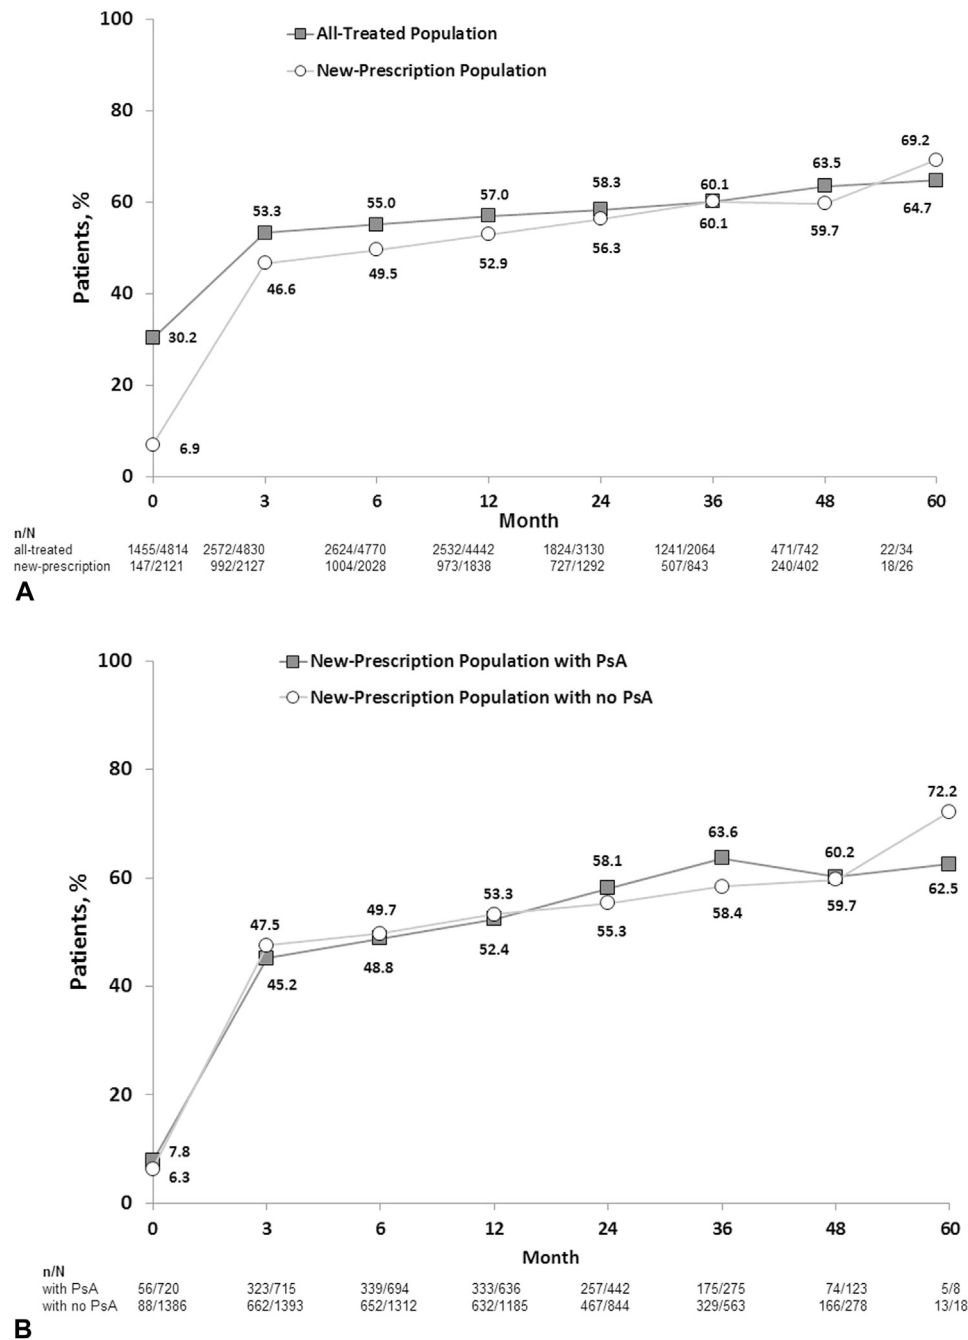 A
100
All-Treated Population
New-Prescription Population
80
60
40
20
0
Patients, %
30.2
53.3
55.0
57.0
58.3
60.1
63.5
64.7
6.9
46.6
49.5
52.9
56.3
60.1
59.7
69.2
0 3 6 12 24 36 48 60
Month
n/N
all-treated 1455/4814 2572/4830 2624/4770 2532/4442 1824/3130 1241/2064 471/742 22/34
new-prescription 147/2121 992/2127 1004/2028 973/1838 727/1292 507/843 240/402 18/26
A
100
New-Prescription Population with PsA
New-Prescription Population with no PsA
80
60
40
20
0
Patients, %
7.8
45.2
48.8
52.4
58.1
63.6
60.2
62.5
6.3
47.5
49.7
53.3
55.3
58.4
59.7
72.2
0 3 6 12 24 36 48 60
Month
n/N
with PsA 56/720 323/715 339/694 333/636 257/442 175/275 74/123 5/8
with no PsA 88/1386 662/1393 652/1312 632/1185 467/844 329/563 166/278 13/18
B